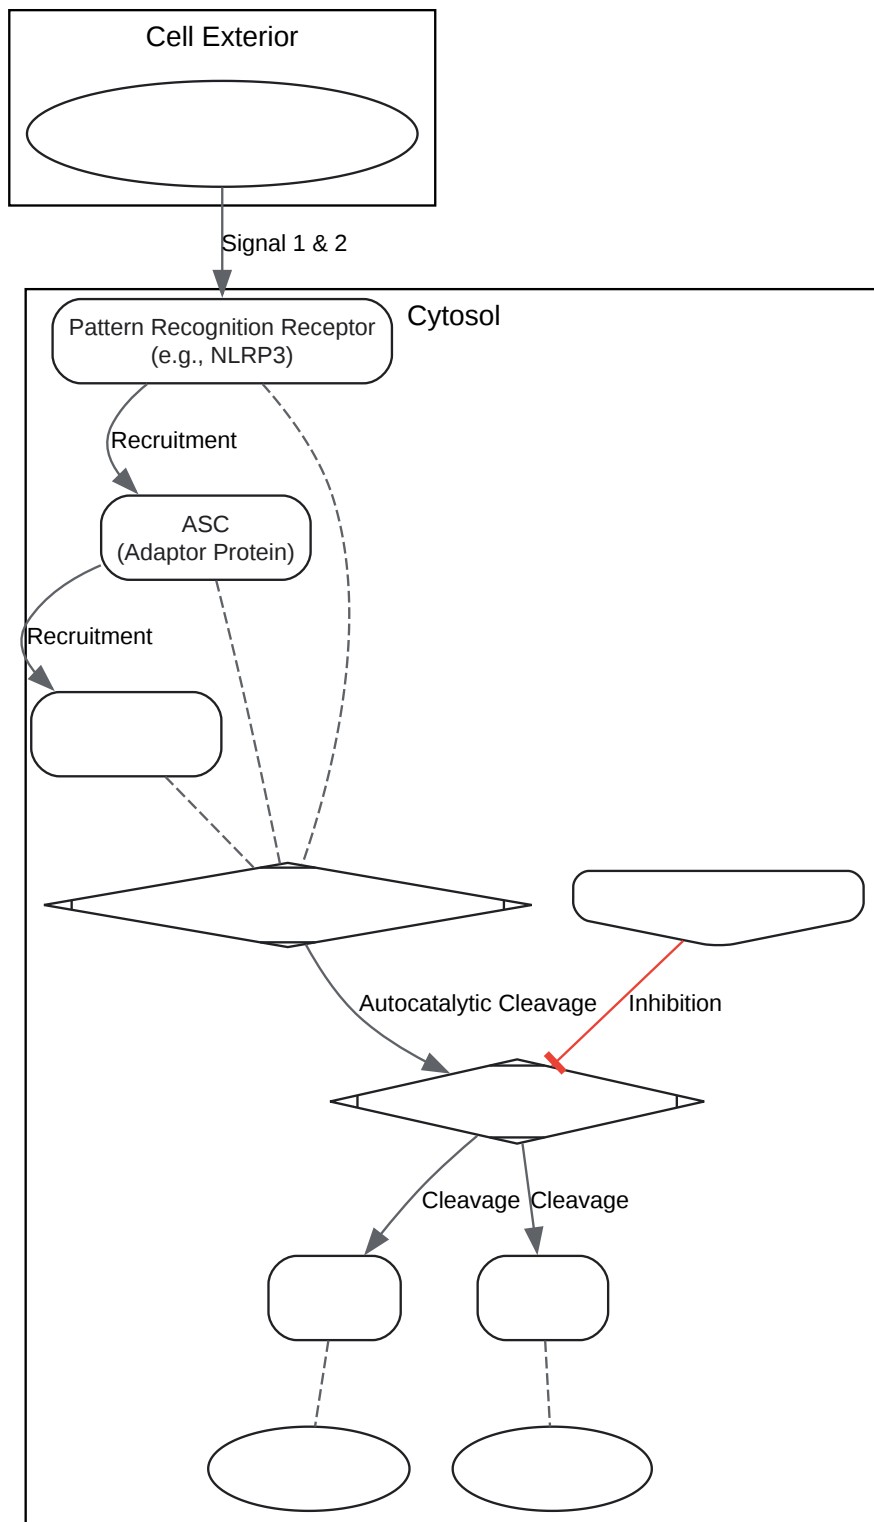 Cell Exterior
Signal 1 & 2
Cytosol
Pattern Recognition Receptor
(e.g., NLRP3)
Recruitment
ASC
(Adaptor Protein)
Recruitment
Autocatalytic Cleavage
Inhibition
Cleavage
Cleavage